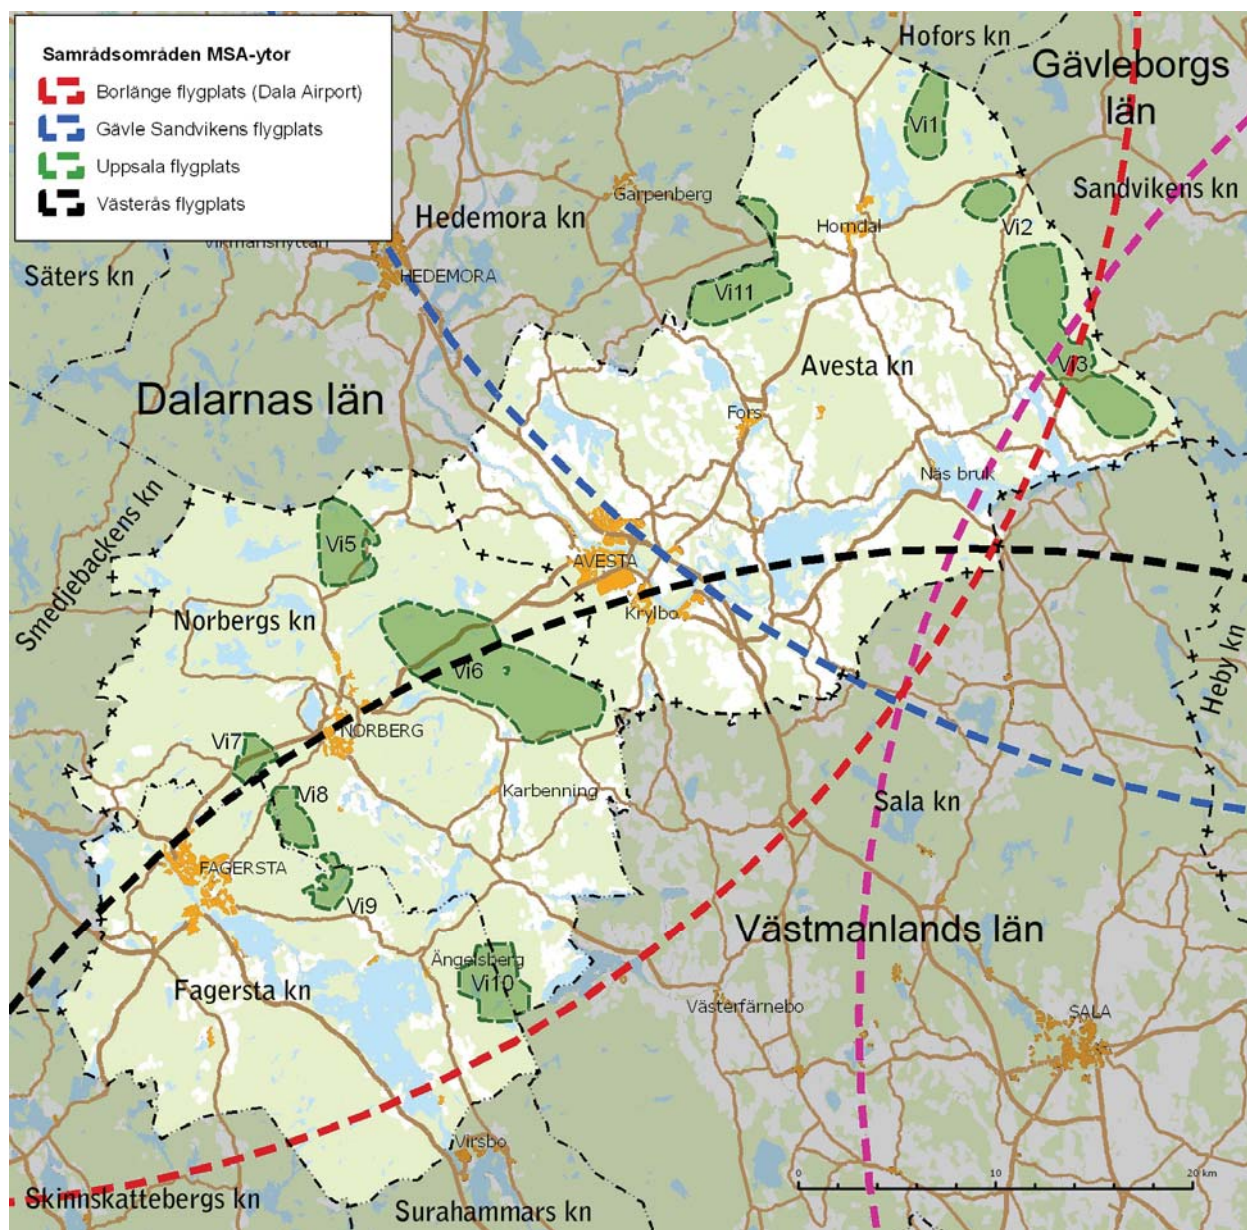 Samrådsområden MSA-ytor
Borlänge flygplats (Dala Airport)
Gävle Sandvikens flygplats
Uppsala flygplats
Västerås flygplats
Hofors kn
Gävleborgs
län
Vi1
Sandvikens kn
Garpenberg
Hedemora kn
Horndal
Vi2
Vikmanshyttan
Säters kn
HEDEMORA
Vi11
Avesta kn
Vi3
Dalarnas län
Fors
Näs bruk
Smedjebackens kn
Vi5
AVESTA
Krylbo
Norbergs kn
Vi6
Heby kn
NORBERG
Vi7
Vi8
Karbenning
Sala kn
FAGERSTA
Vi9
Västmanlands län
Ängelsberg
Vi10
Fagersta kn
Västerfärnebo
SALA
Virsbo
0 10 20 km
Skinnskattebergs kn
Surahammars kn